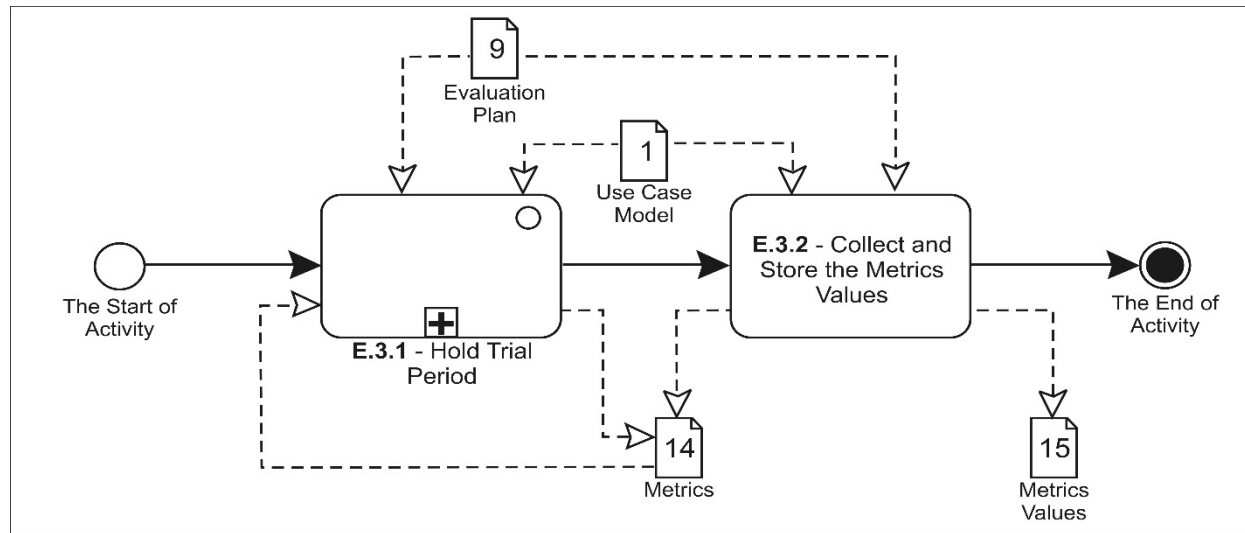 9
Evaluation
Plan
1
Use Case
Model
E.3.2 - Collect and
Store the Metrics
Values
The Start of
Activity
The End of
Activity
E.3.1 - Hold Trial
Period
14
Metrics
15
Metrics
Values